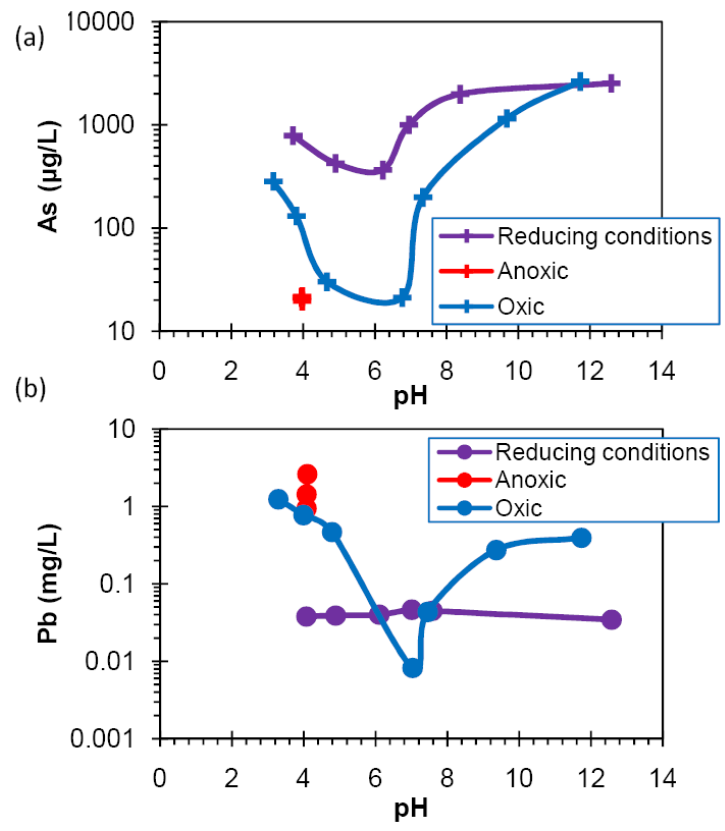 (a)
10000
1000
100
10
As (µg/L)
Reducing conditions
Anoxic
Oxic
0 2 4 6 8 10 12 14
pH
(b)
10
1
0.1
0.01
0.001
Pb (mg/L)
Reducing conditions
Anoxic
Oxic
0 2 4 6 8 10 12 14
pH